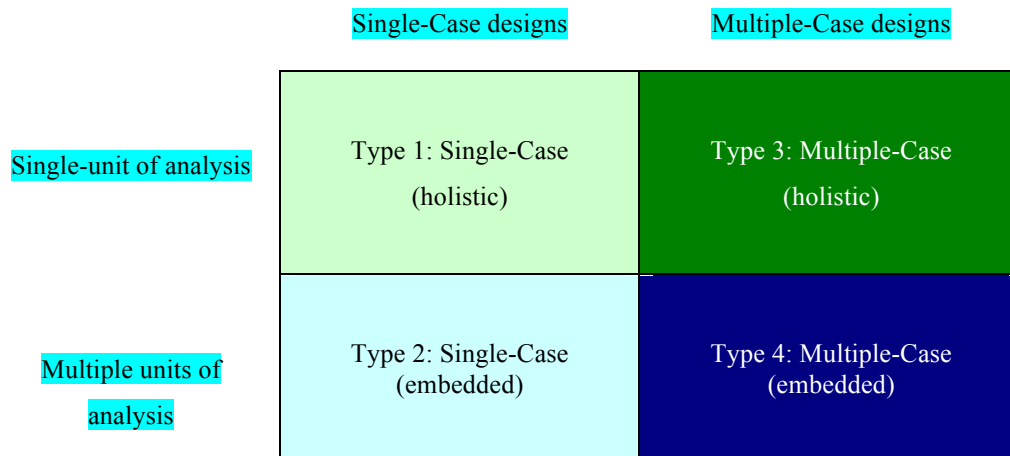 Single-Case designs
Multiple-Case designs
Single-unit of analysis
Type 1: Single-Case
(holistic)
Type 3: Multiple-Case
(holistic)
Multiple units of
analysis
Type 2: Single-Case
(embedded)
Type 4: Multiple-Case
(embedded)